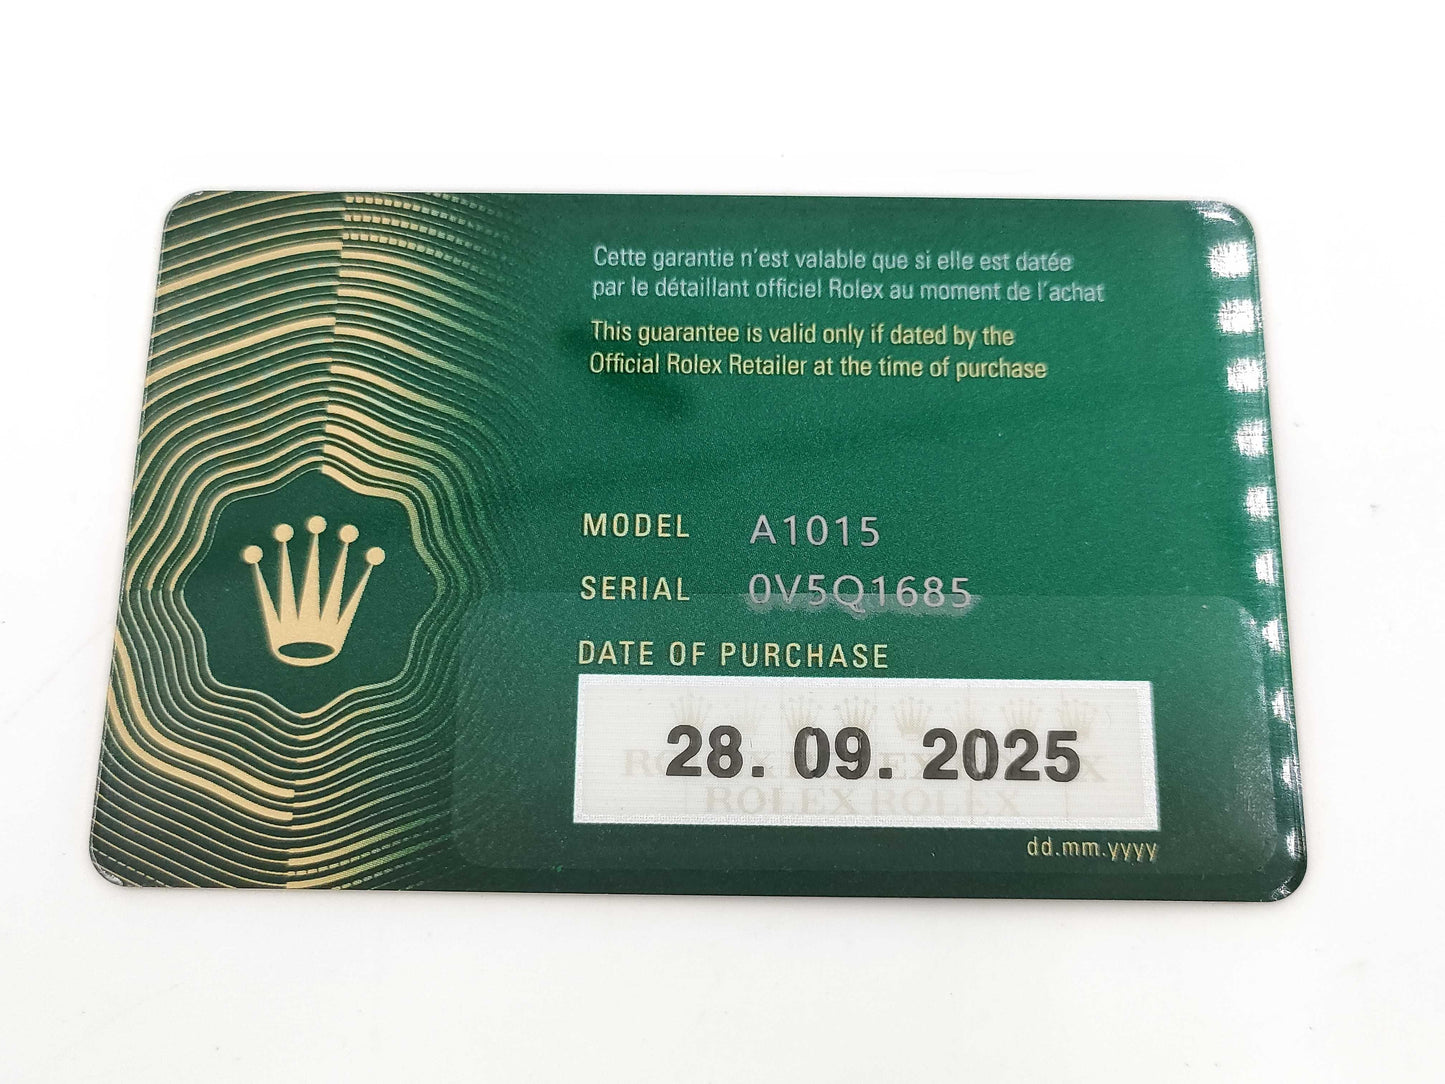 Cette garantie n'est valable que si elle est datée
par le détaillant officiel Rolex au moment de l'achat
This guarantee is valid only if dated by the
Official Rolex Retailer at the time of purchase
MODEL A1015
SERIAL 0V5Q1685
DATE OF PURCHASE
28. 09. 2025
ROLEX ROLEX
dd.mm.yyyy